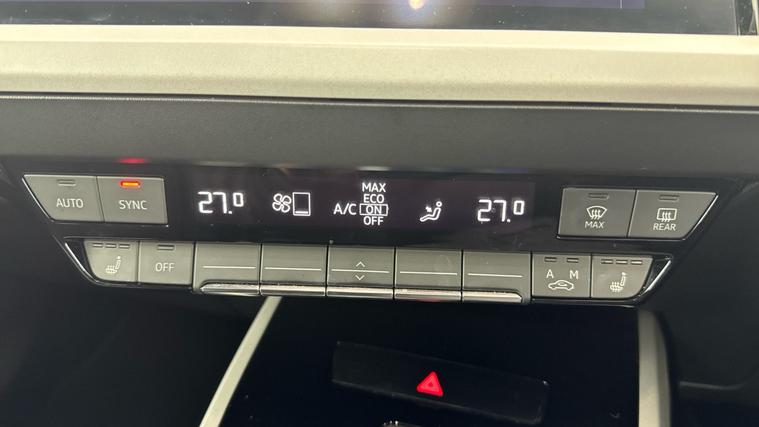 AUTO
SYNC
27.0
MAX
ECO
A/C ON
OFF
27.0
MAX
REAR
OFF
A M